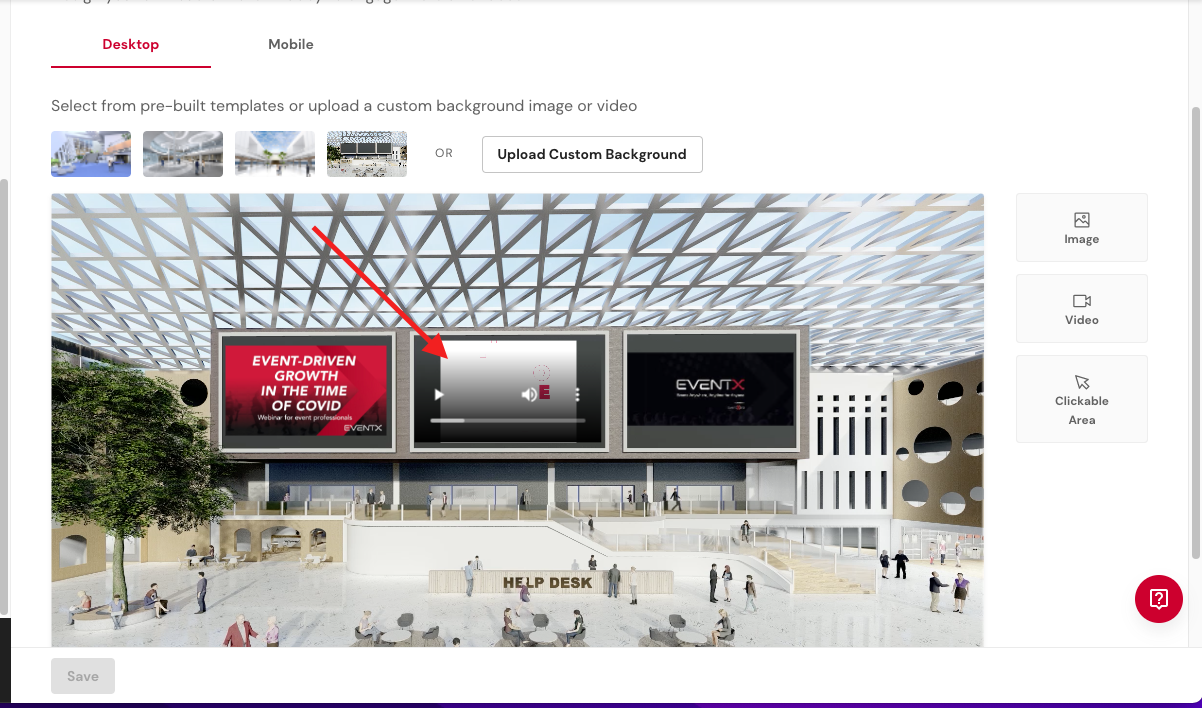 Desktop
Mobile
Select from pre-built templates or upload a custom background image or video
OR
Upload Custom Background
Image
Video
Clickable
Area
EVENT-DRIVEN
GROWTH
IN THE TIME
OF COVID
Webinar for event professionals
EVENTX
E
EVENTX
HELP DESK
Save